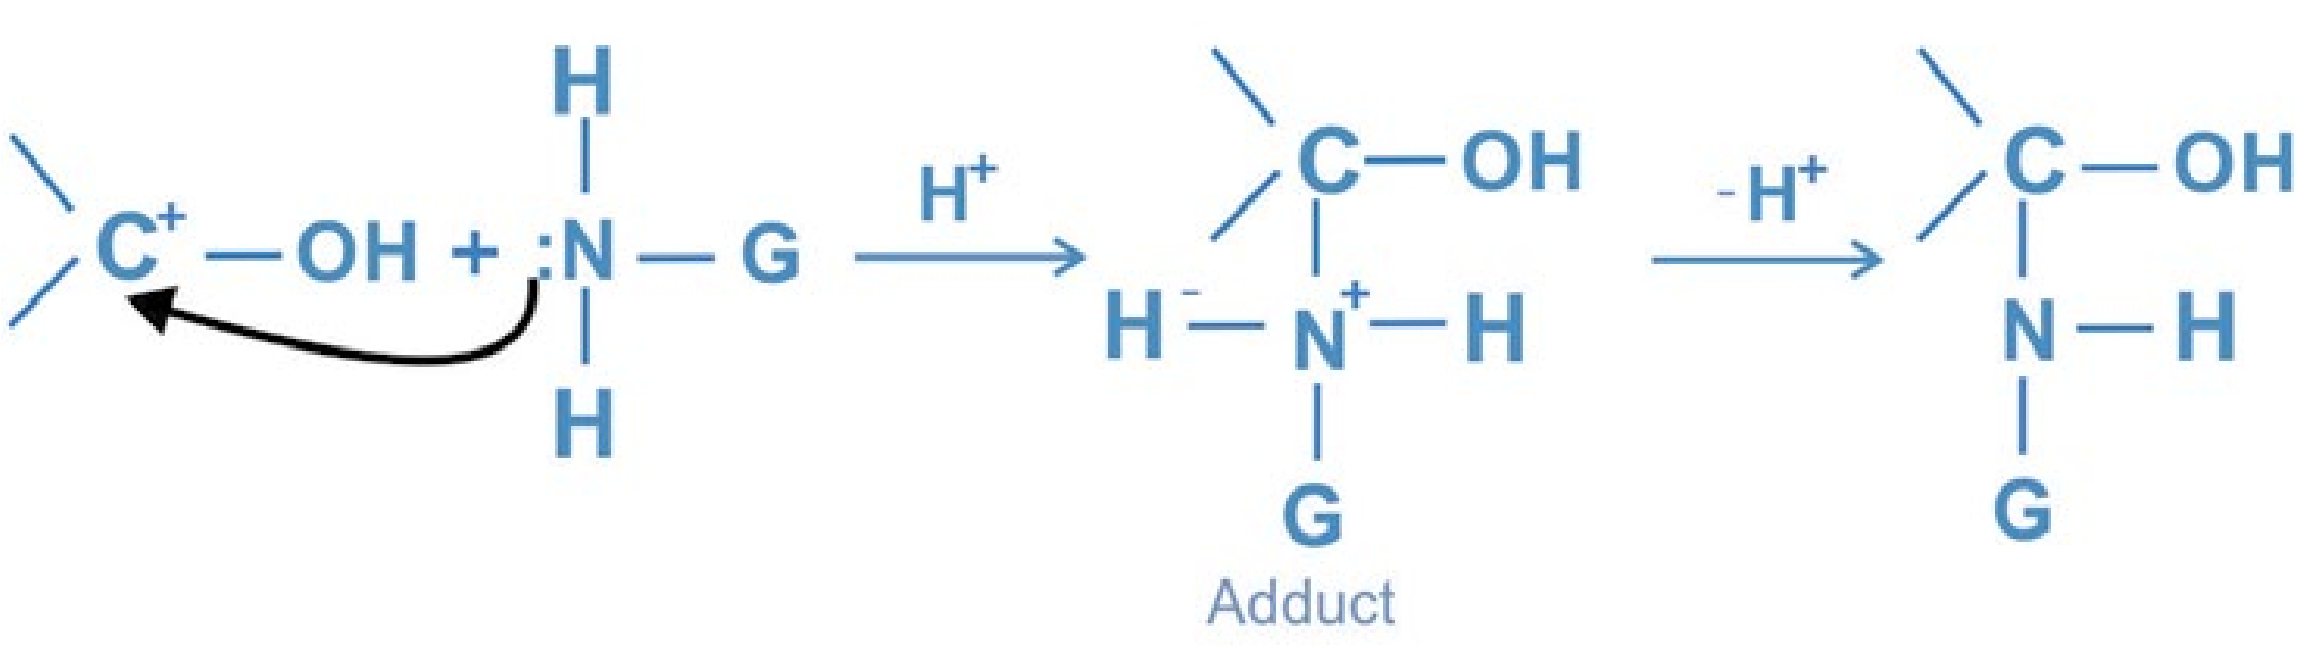 H
C⁺ — OH + :N — G
H
H⁺
C — OH
H⁻ — N⁺ — H
G
Adduct
- H⁺
C — OH
N — H
G